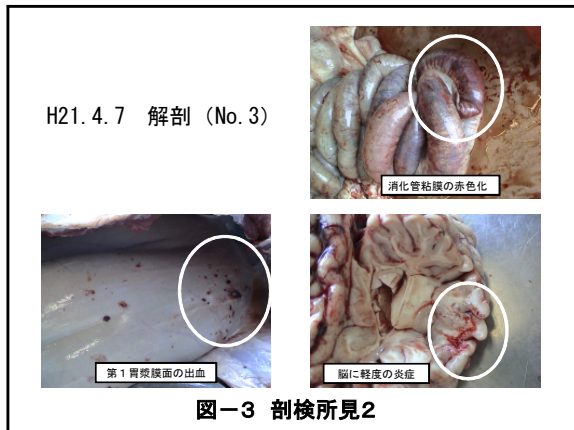 H21.4.7 解剖（No.3）
消化管粘膜の赤色化
第1胃漿膜面の出血
脳に軽度の炎症
図－3 剖検所見2